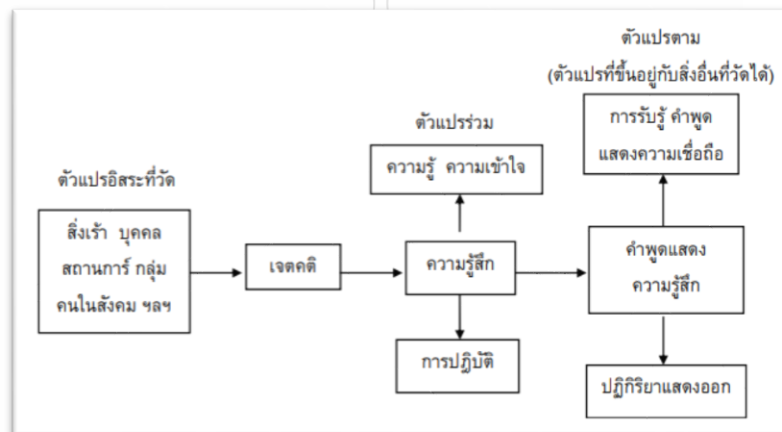 ตัวแปรตาม
(ตัวแปรที่ขึ้นอยู่กับสิ่งอื่นที่วัดได้)
การรับรู้ คำพูด
แสดงความเชื่อถือ
ตัวแปรร่วม
ความรู้ ความเข้าใจ
ตัวแปรอิสระที่วัด
สิ่งเร้า บุคคล
สถานการ์ กลุ่ม
คนในสังคม ฯลฯ
เจตคติ
ความรู้สึก
คำพูดแสดง
ความรู้สึก
การปฏิบัติ
ปฏิกิริยาแสดงออก